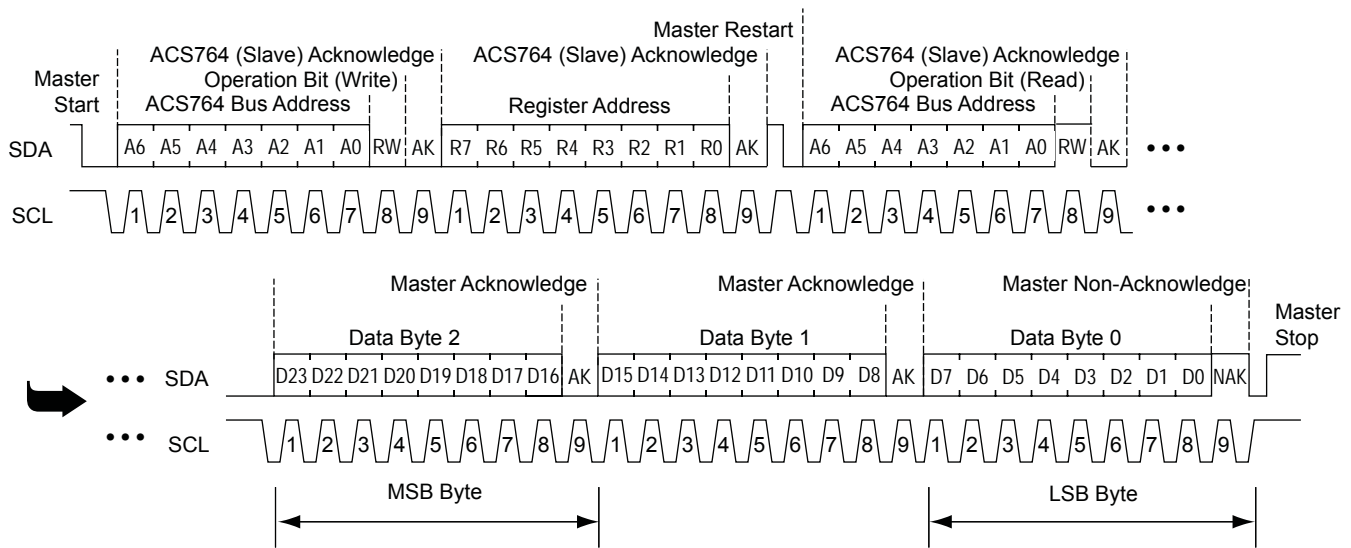 Master Restart
ACS764 (Slave) Acknowledge ACS764 (Slave) Acknowledge ACS764 (Slave) Acknowledge
Master Start
Operation Bit (Write) Operation Bit (Read)
ACS764 Bus Address Register Address ACS764 Bus Address
SDA A6 A5 A4 A3 A2 A1 A0 RW AK R7 R6 R5 R4 R3 R2 R1 R0 AK A6 A5 A4 A3 A2 A1 A0 RW AK •••
SCL 1 2 3 4 5 6 7 8 9 1 2 3 4 5 6 7 8 9 1 2 3 4 5 6 7 8 9 •••
Master Acknowledge Master Acknowledge Master Non-Acknowledge
Master Stop
Data Byte 2 Data Byte 1 Data Byte 0
••• SDA D23 D22 D21 D20 D19 D18 D17 D16 AK D15 D14 D13 D12 D11 D10 D9 D8 AK D7 D6 D5 D4 D3 D2 D1 D0 NAK
••• SCL 1 2 3 4 5 6 7 8 9 1 2 3 4 5 6 7 8 9 1 2 3 4 5 6 7 8 9
MSB Byte LSB Byte